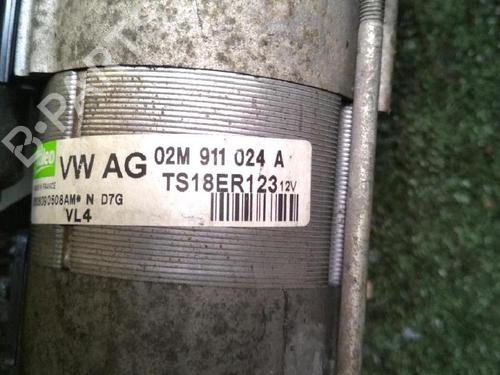 B-PARTS
Valeo
VW AG 02M 911 024 A
MADE IN FRANCE
TS18ER123 12V
N D7G
VL4